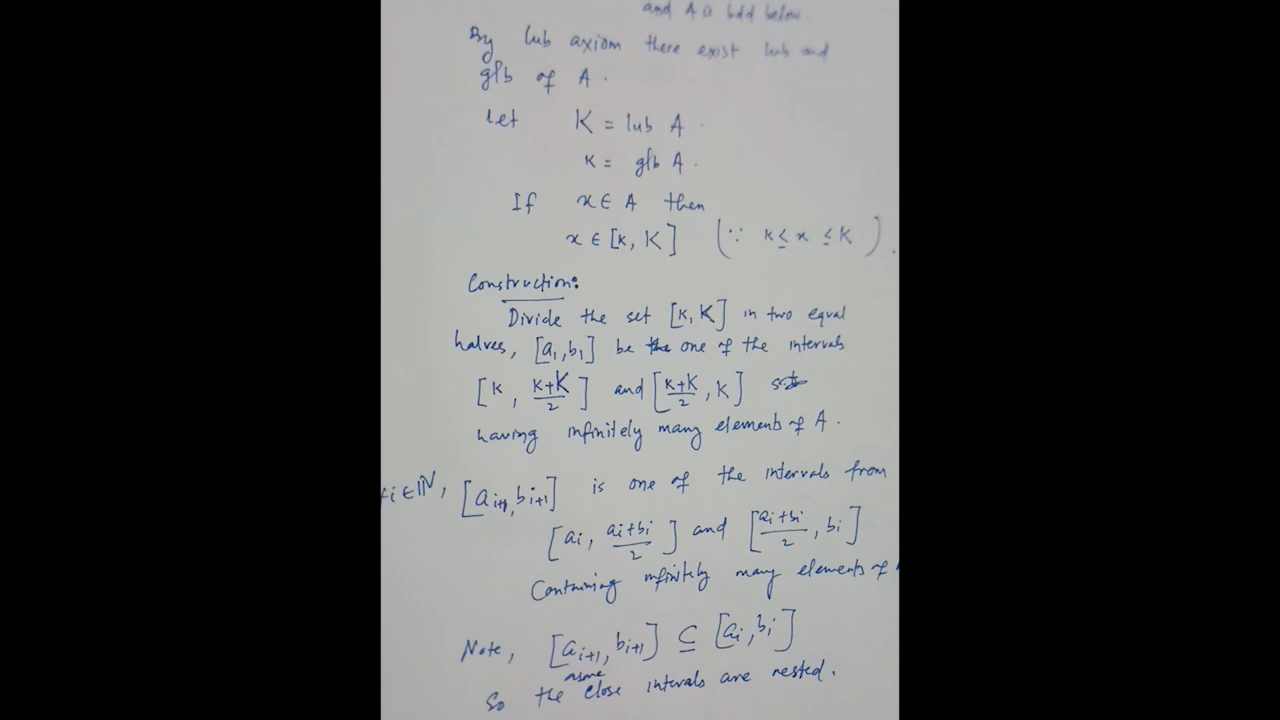 and A is bdd below.
By lub axiom there exist lub and
glb of A.
Let K = lub A.
κ = glb A.
If x ∈ A then
x ∈ [κ, K] (∵ κ ≤ x ≤ K).
Construction:
Divide the set [κ, K] in two equal
halves, [a₁, b₁] be one of the intervals
[κ, (κ+K)/2] and [(κ+K)/2, K]
having infinitely many elements of A.
i ∈ ℕ, [aᵢ₊₁, bᵢ₊₁] is one of the intervals from
[aᵢ, (aᵢ+bᵢ)/2] and [(aᵢ+bᵢ)/2, bᵢ]
Containing infinitely many elements of
Note, [aᵢ₊₁, bᵢ₊₁] ⊆ [aᵢ, bᵢ]
So the above close intervals are nested.